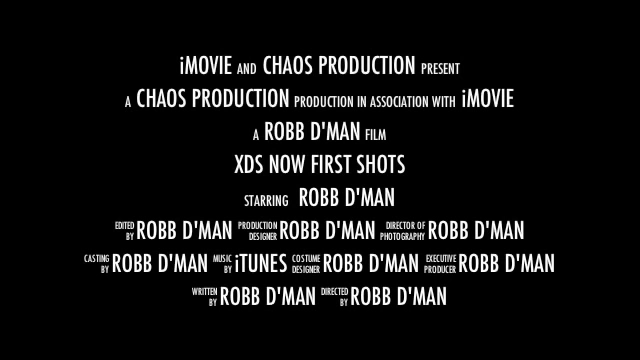 iMOVIE AND CHAOS PRODUCTION PRESENT
A CHAOS PRODUCTION PRODUCTION IN ASSOCIATION WITH iMOVIE
A ROBB D'MAN FILM
XDS NOW FIRST SHOTS
STARRING ROBB D'MAN
EDITED BY ROBB D'MAN PRODUCTION DESIGNER ROBB D'MAN DIRECTOR OF PHOTOGRAPHY ROBB D'MAN
CASTING BY ROBB D'MAN MUSIC BY iTUNES COSTUME DESIGNER ROBB D'MAN EXECUTIVE PRODUCER ROBB D'MAN
WRITTEN BY ROBB D'MAN DIRECTED BY ROBB D'MAN